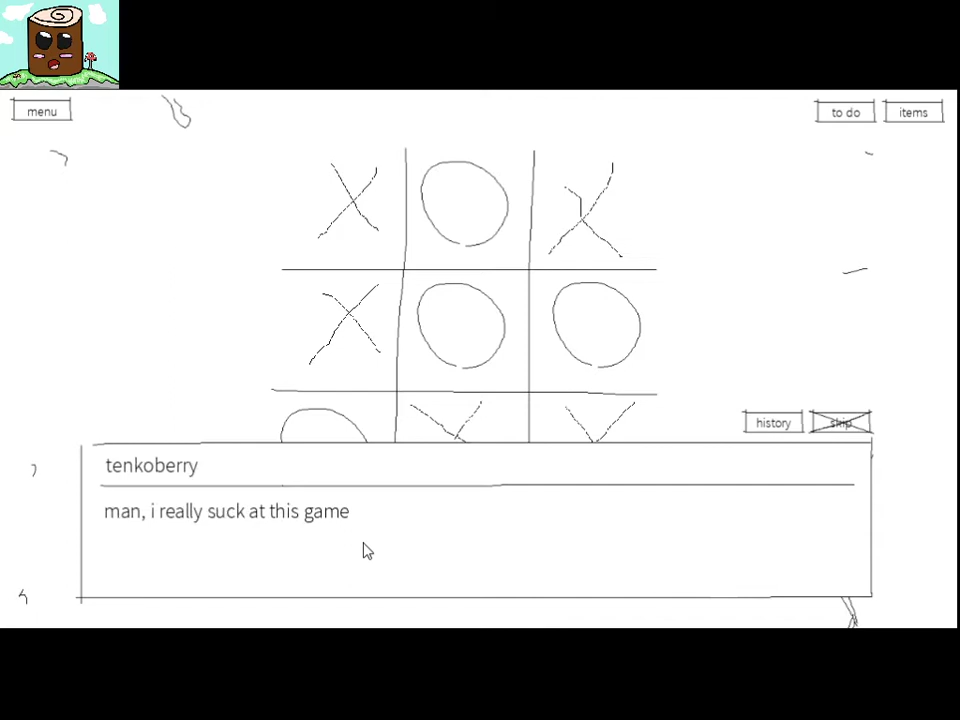 menu
to do
items
history
skip
tenkoberry
man, i really suck at this game